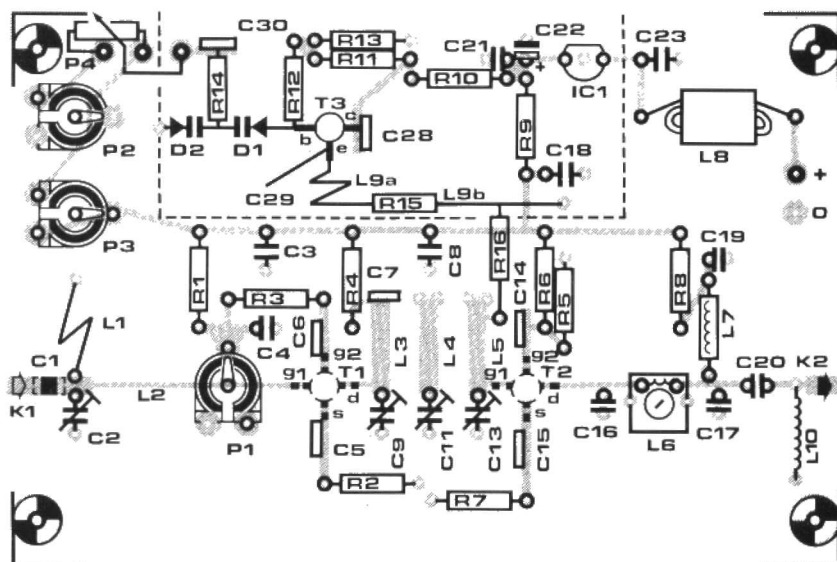 C30 R13 C21 C22 C23
P4 R14 R12 R11 R10 IC1
P2 T3 c R9 + L8
D2 D1 b e C28
C29 L9a C18
P3 R15 L9b +
O
R1 C3 R4 C8 R16 R6 R5 R8 C19
R3 C7 C14
L1 C6 L7
C4 L3 L4 L5
C1 g1 g2 T1 g1 g2 T2 C20 K2
K1 L2 d d
C2 s s C16 L6 C17
P1 C5 C9 C11 C13 C15 L10
R2 R7